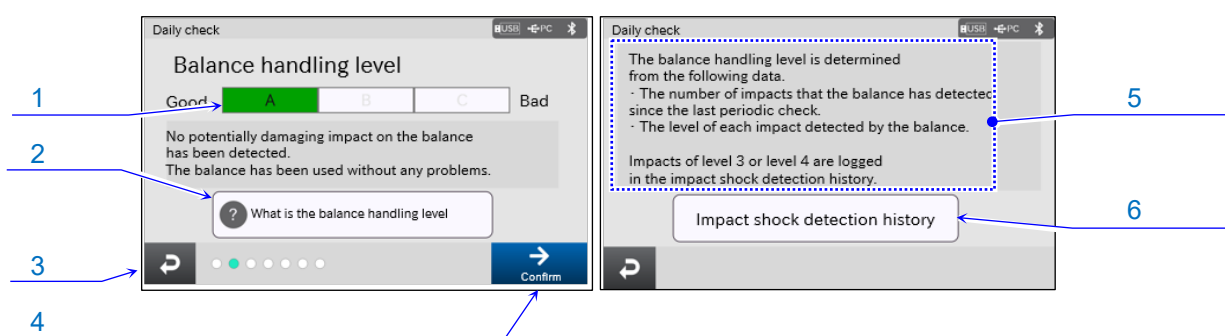 Daily check
USB PC
Balance handling level
Good A B C Bad
No potentially damaging impact on the balance
has been detected.
The balance has been used without any problems.
? What is the balance handling level
Confirm
1
2
3
4
Daily check
USB PC
The balance handling level is determined
from the following data.
· The number of impacts that the balance has detected
since the last periodic check.
· The level of each impact detected by the balance.
Impacts of level 3 or level 4 are logged
in the impact shock detection history.
Impact shock detection history
5
6